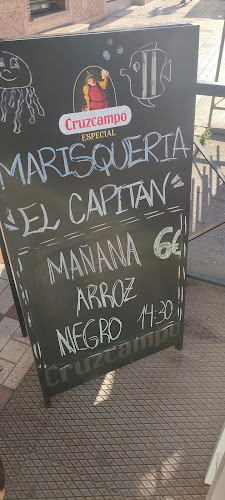 Cruzcampo
ESPECIAL
MARISQUERIA
"EL CAPITAN"
MAÑANA 6€
ARROZ
NEGRO 14:30
Cruzcampo